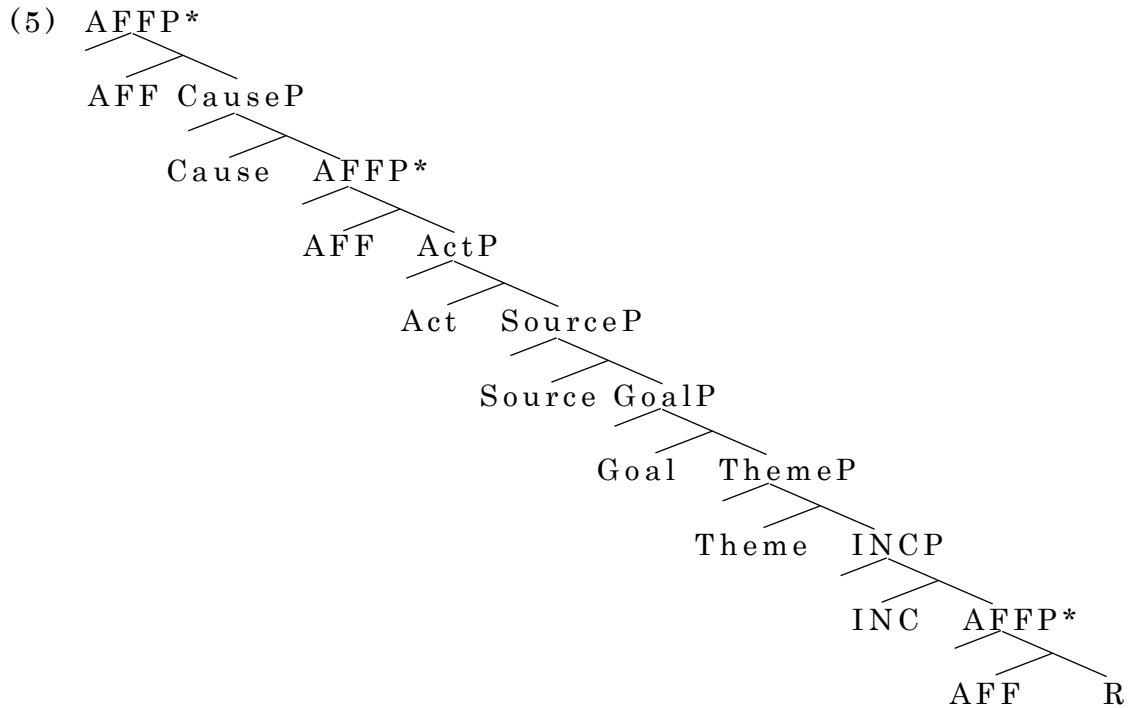 (5) AFFP*
AFF CauseP
Cause AFFP*
AFF ActP
Act SourceP
Source GoalP
Goal ThemeP
Theme INCP
INC AFFP*
AFF R